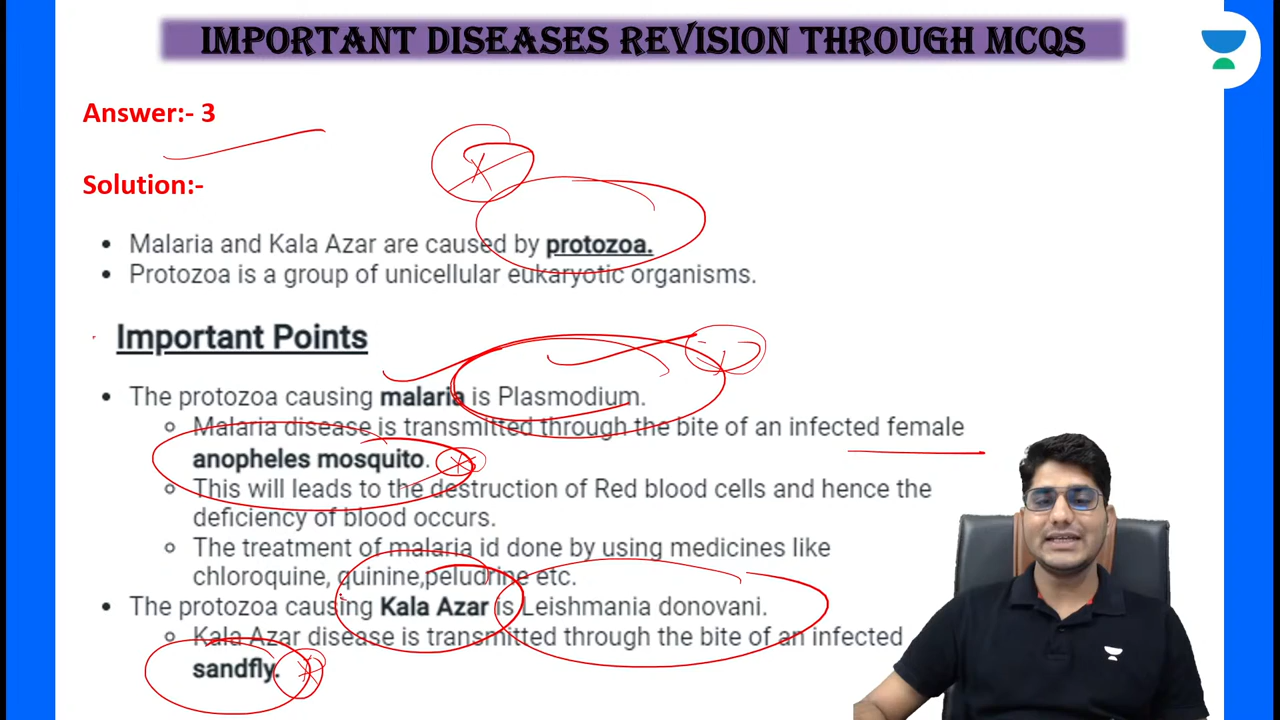 IMPORTANT DISEASES REVISION THROUGH MCQS
Answer:- 3
Solution:-
• Malaria and Kala Azar are caused by protozoa.
• Protozoa is a group of unicellular eukaryotic organisms.
Important Points
• The protozoa causing malaria is Plasmodium.
◦ Malaria disease is transmitted through the bite of an infected female
anopheles mosquito.
◦ This will leads to the destruction of Red blood cells and hence the
deficiency of blood occurs.
◦ The treatment of malaria id done by using medicines like
chloroquine, quinine,peludrine etc.
• The protozoa causing Kala Azar is Leishmania donovani.
◦ Kala Azar disease is transmitted through the bite of an infected
sandfly.